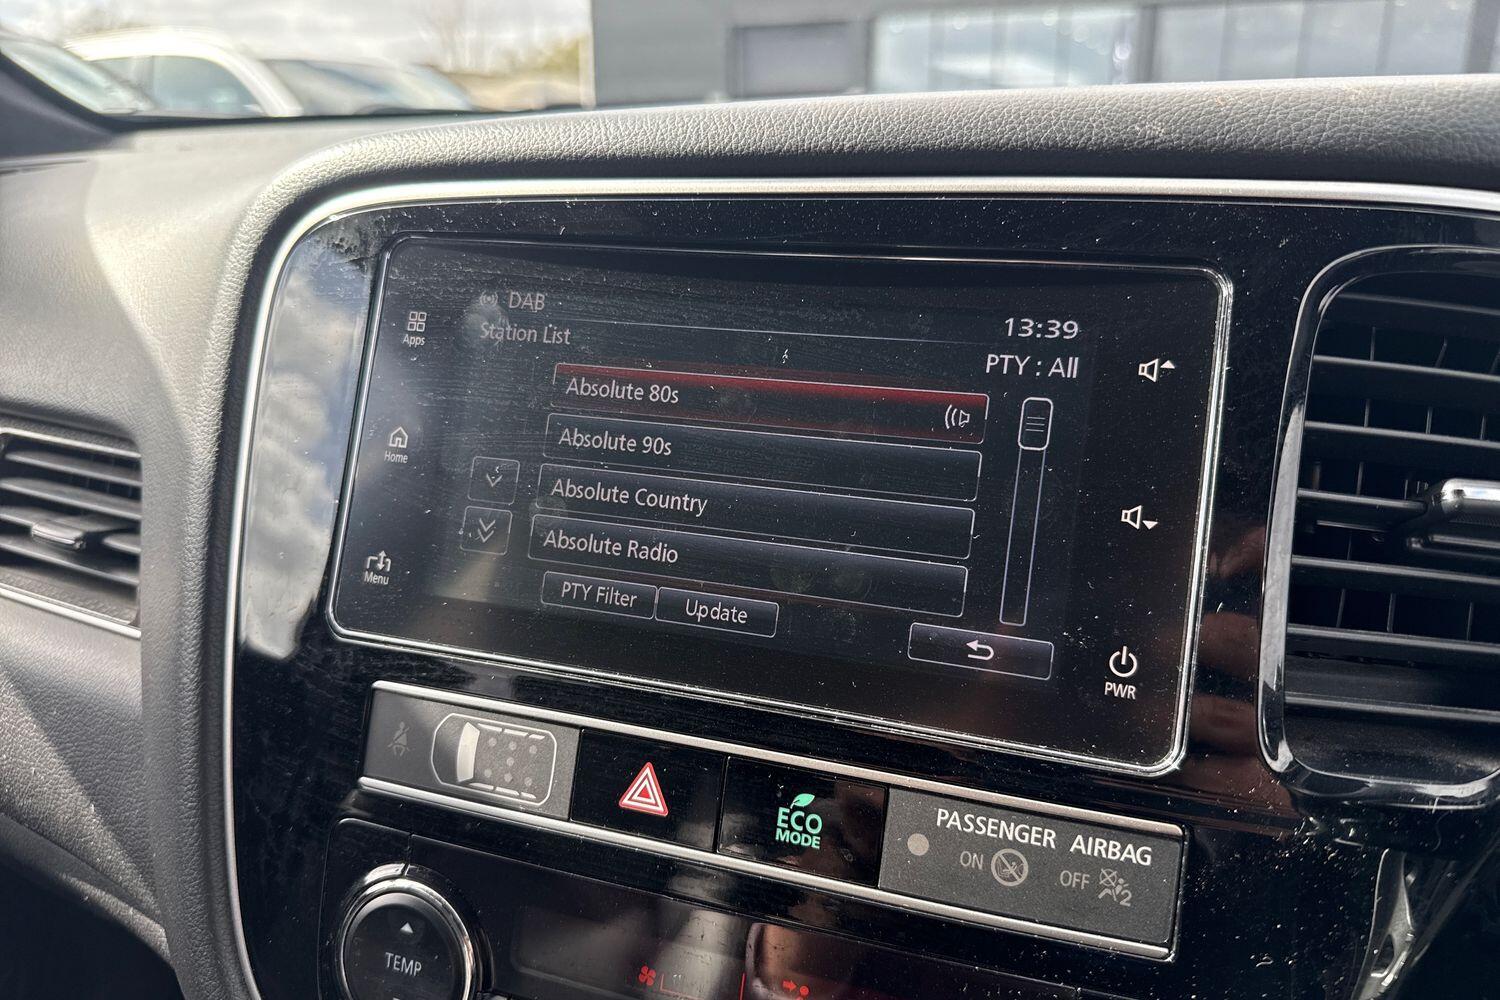 DAB
Station List
13:39
PTY : All
Apps
Home
Menu
Absolute 80s
Absolute 90s
Absolute Country
Absolute Radio
PTY Filter
Update
PWR
ECO
MODE
PASSENGER AIRBAG
ON
OFF
2
TEMP